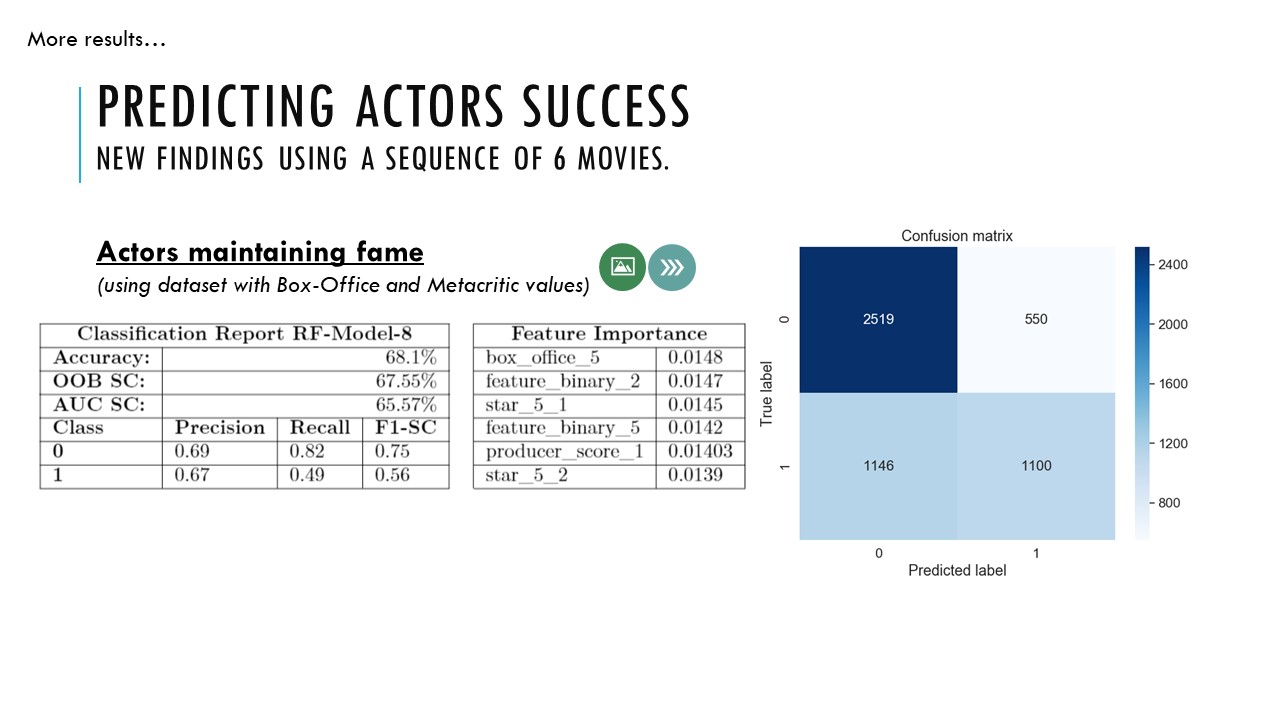 More results…
PREDICTING ACTORS SUCCESS
NEW FINDINGS USING A SEQUENCE OF 6 MOVIES.
Actors maintaining fame
(using dataset with Box-Office and Metacritic values)
Classification Report RF-Model-8
Accuracy: 68.1%
OOB SC: 67.55%
AUC SC: 65.57%
Class Precision Recall F1-SC
0 0.69 0.82 0.75
1 0.67 0.49 0.56
Feature Importance
box_office_5 0.0148
feature_binary_2 0.0147
star_5_1 0.0145
feature_binary_5 0.0142
producer_score_1 0.01403
star_5_2 0.0139
Confusion matrix
True label
0
1
2519 550
1146 1100
0 1
Predicted label
2400
2000
1600
1200
800